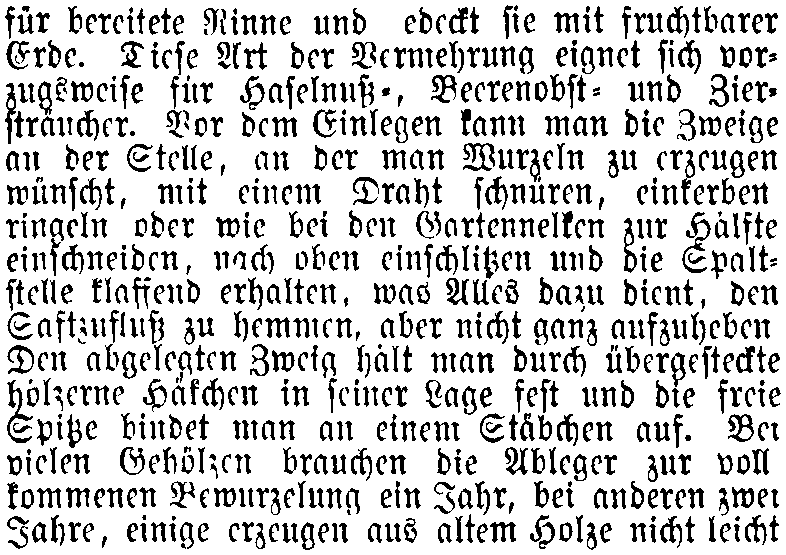 für bereitete Rinne und edeckt sie mit fruchtbarer
Erde. Diese Art der Vermehrung eignet sich vor-
zugsweise für Haselnuß-, Beerenobst- und Zier-
sträucher. Vor dem Einlegen kann man die Zweige
an der Stelle, an der man Wurzeln zu erzeugen
wünscht, mit einem Draht schnüren, einkerben
ringeln oder wie bei den Gartennelken zur Hälfte
einschneiden, nach oben einschlitzen und die Spalt-
stelle klaffend erhalten, was Alles dazu dient, den
Saftzufluß zu hemmen, aber nicht ganz aufzuheben
Den abgelegten Zweig hält man durch übergesteckte
hölzerne Häkchen in seiner Lage fest und die freie
Spitze bindet man an einem Stäbchen auf. Bei
vielen Gehölzen brauchen die Ableger zur voll
kommenen Bewurzelung ein Jahr, bei anderen zwei
Jahre, einige erzeugen aus altem Holze nicht leicht